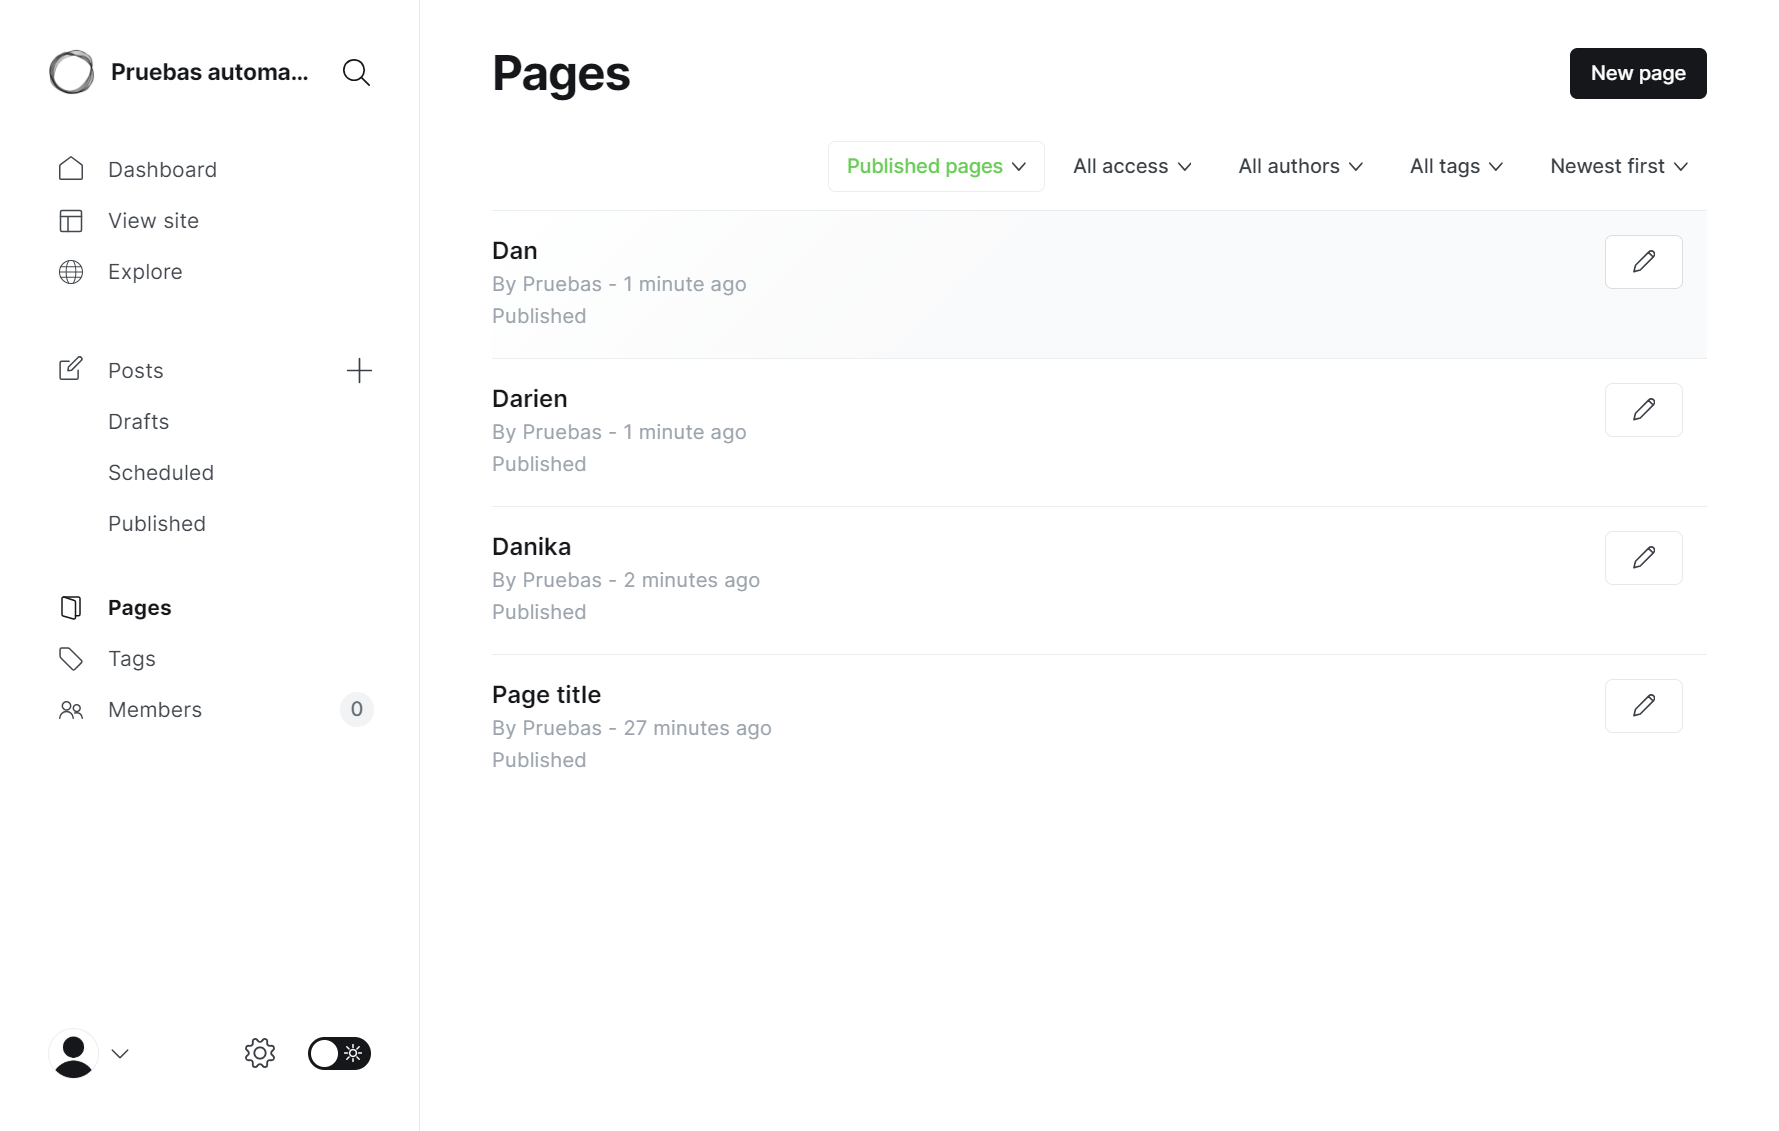 Pruebas automa...
Dashboard
View site
Explore
Posts
Drafts
Scheduled
Published
Pages
Tags
Members 0
Pages
New page
Published pages All access All authors All tags Newest first
Dan
By Pruebas - 1 minute ago
Published
Darien
By Pruebas - 1 minute ago
Published
Danika
By Pruebas - 2 minutes ago
Published
Page title
By Pruebas - 27 minutes ago
Published